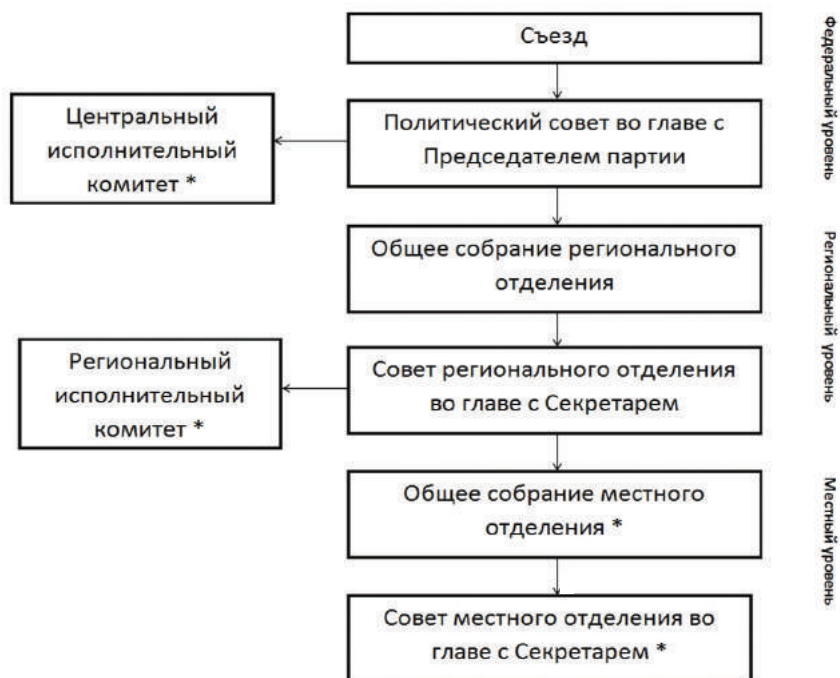 Съезд
Центральный
исполнительный
комитет *
Политический совет во главе с
Председателем партии
Федеральный уровень
Общее собрание регионального
отделения
Региональный
исполнительный
комитет *
Совет регионального отделения
во главе с Секретарем
Региональный уровень
Общее собрание местного
отделения *
Совет местного отделения во
главе с Секретарем *
Местный уровень